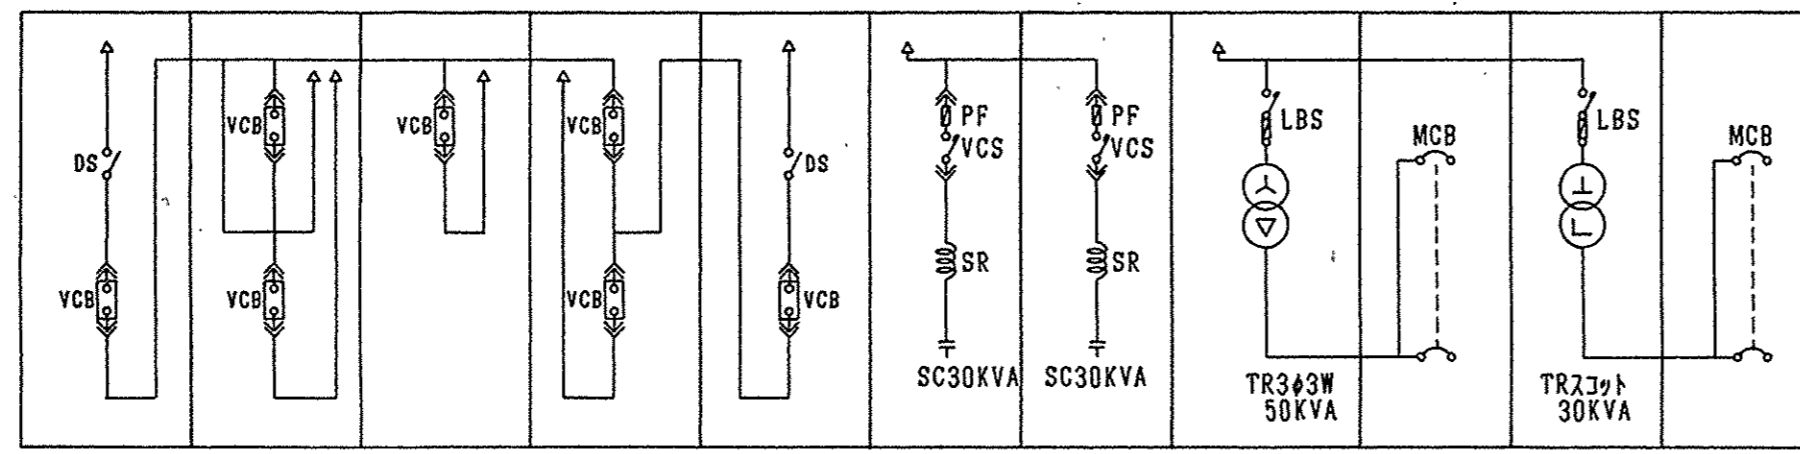 DS
VCB
VCB
VCB
VCB
VCB
VCB
DS
VCB
PF
VCS
SR
SC30KVA
PF
VCS
SR
SC30KVA
LBS
TR3φ3W
50KVA
MCB
LBS
TRスコット
30KVA
MCB